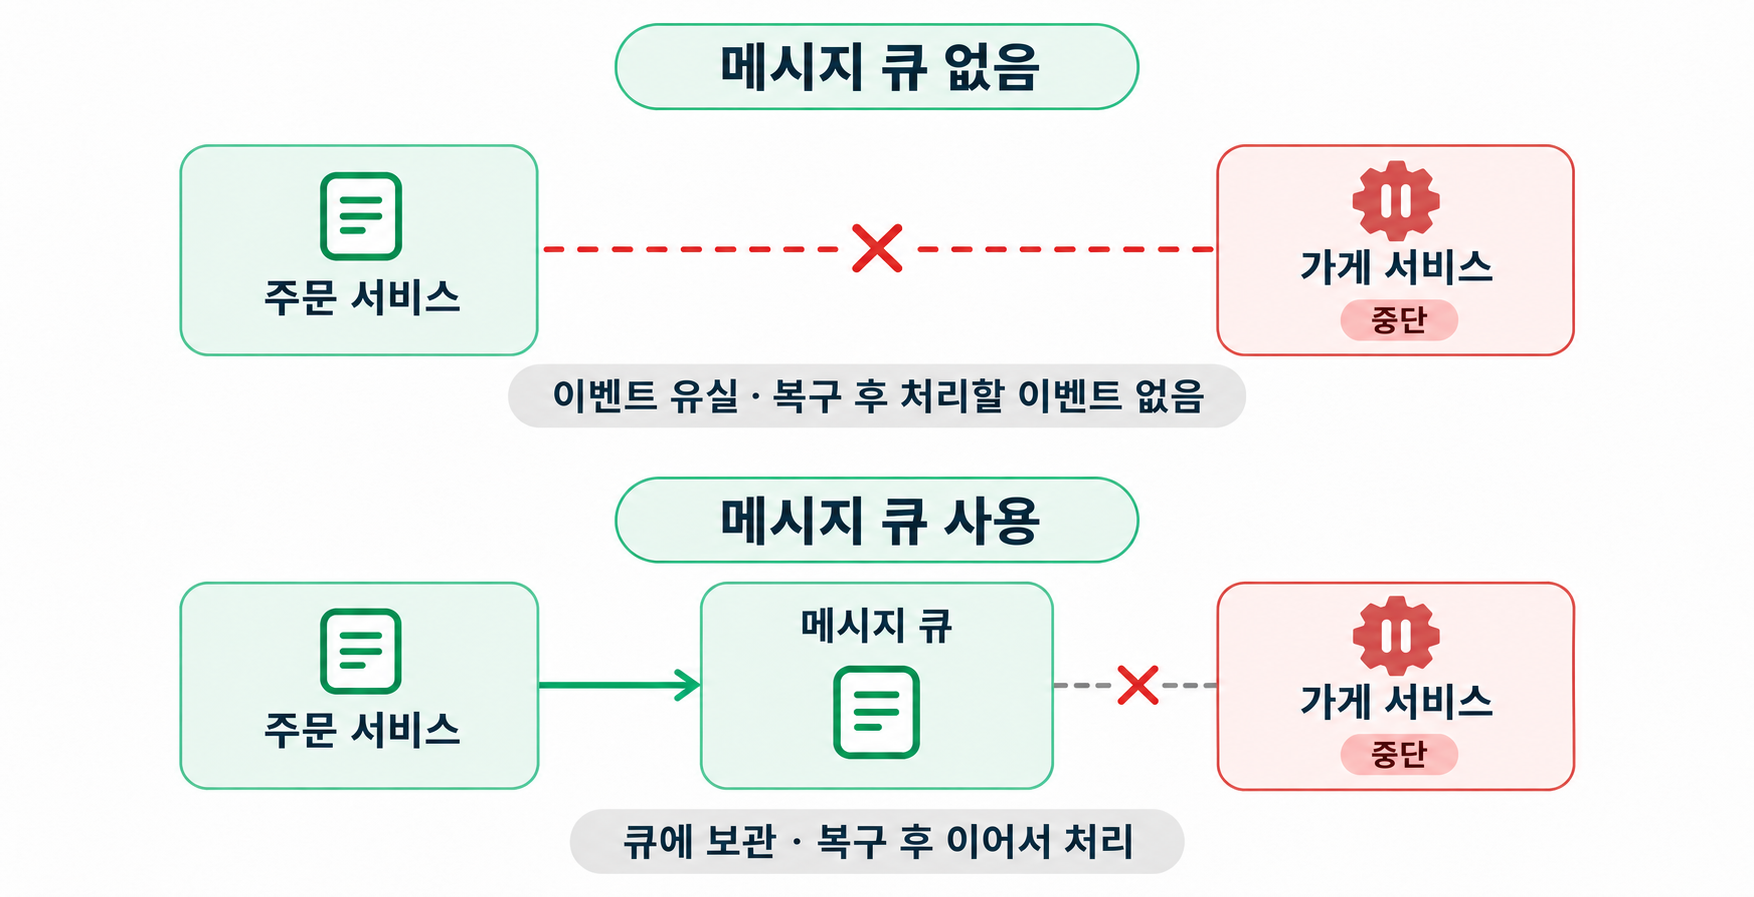 메시지 큐 없음
주문 서비스
가게 서비스
중단
이벤트 유실 · 복구 후 처리할 이벤트 없음
메시지 큐 사용
주문 서비스
메시지 큐
가게 서비스
중단
큐에 보관 · 복구 후 이어서 처리